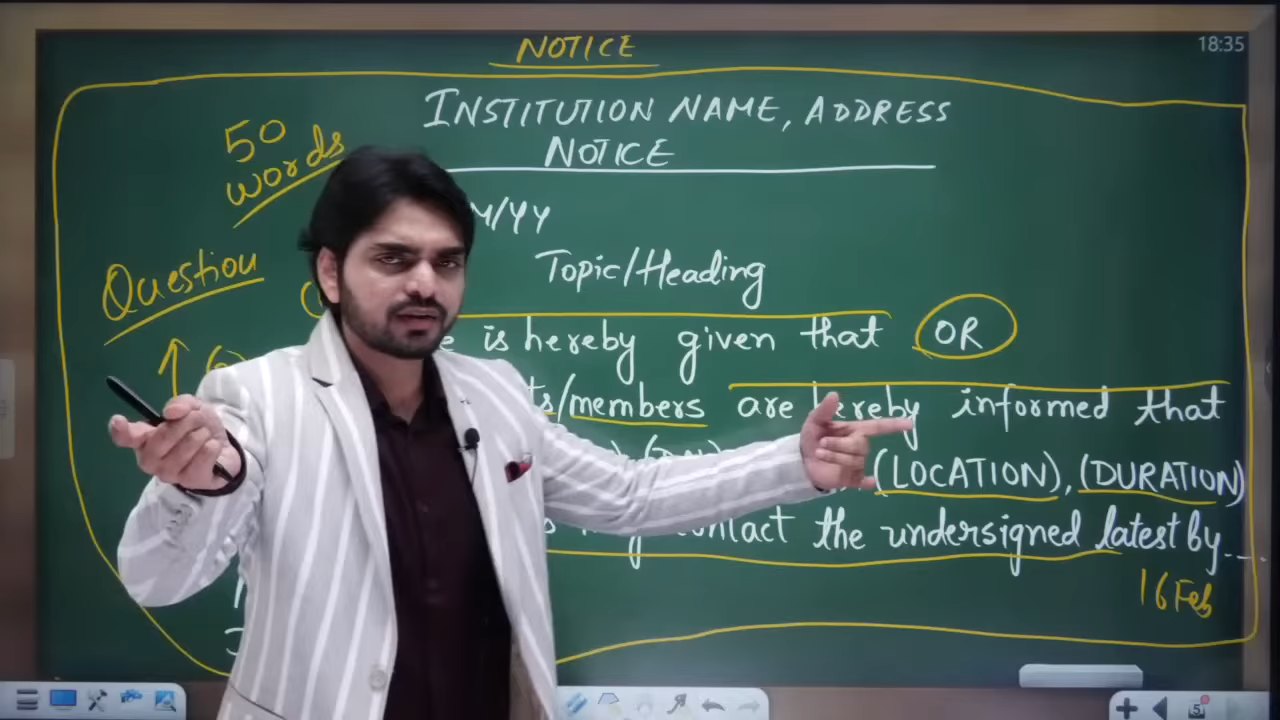 NOTICE
18:35
INSTITUTION NAME, ADDRESS
NOTICE
50
words
/YY
Topic/Heading
Question
is hereby given that OR
/members are hereby informed that
(LOCATION), (DURATION)
contact the undersigned latest by....
16 Feb
5